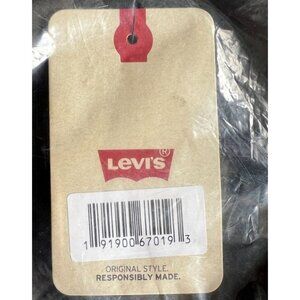 Levi's®
1 91900 67019 3
ORIGINAL STYLE.
RESPONSIBLY MADE.